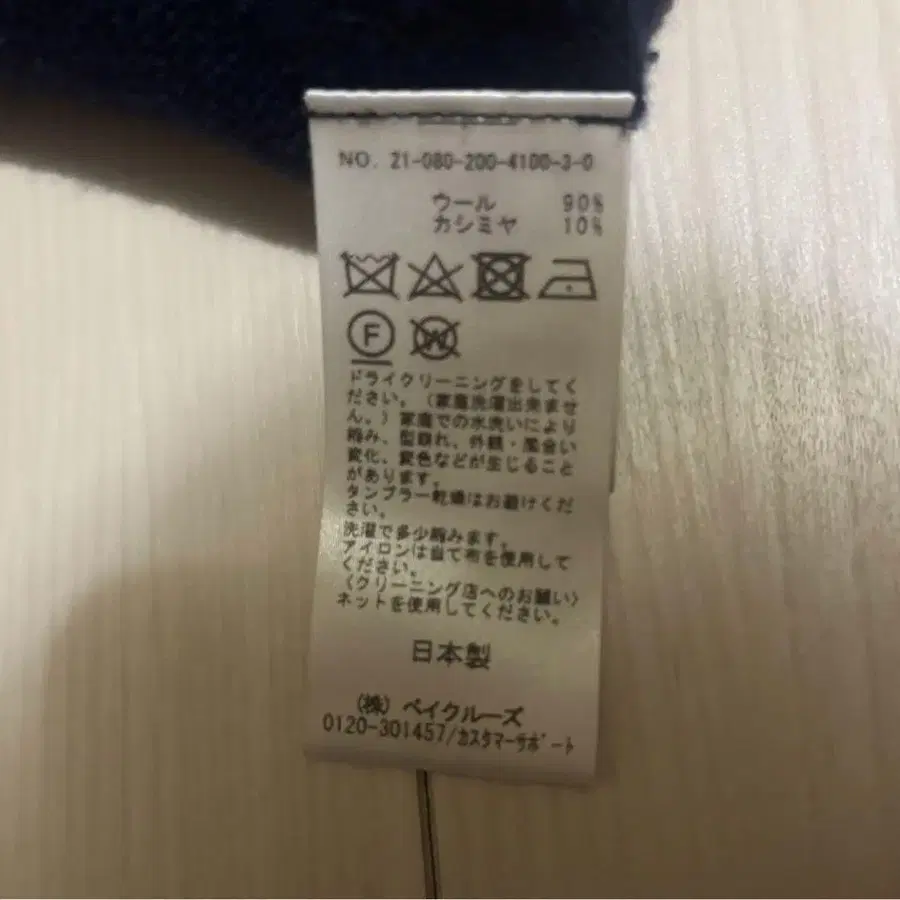 NO. 21-080-200-4100-3-0
ウール 90%
カシミヤ 10%
F
W
ドライクリーニングをしてく
ださい。（家庭洗濯出来ませ
ん。）家庭での水洗いにより
縮み、型崩れ、外観・風合い
変化、変色などが生じること
があります。
タンブラー乾燥はお避けくだ
さい。
洗濯で多少縮みます。
アイロンは当て布を使用して
ください。
〈クリーニング店へのお願い〉
ネットを使用してください。
日本製
（株）ベイクルーズ
0120-301457/カスタマーサポート